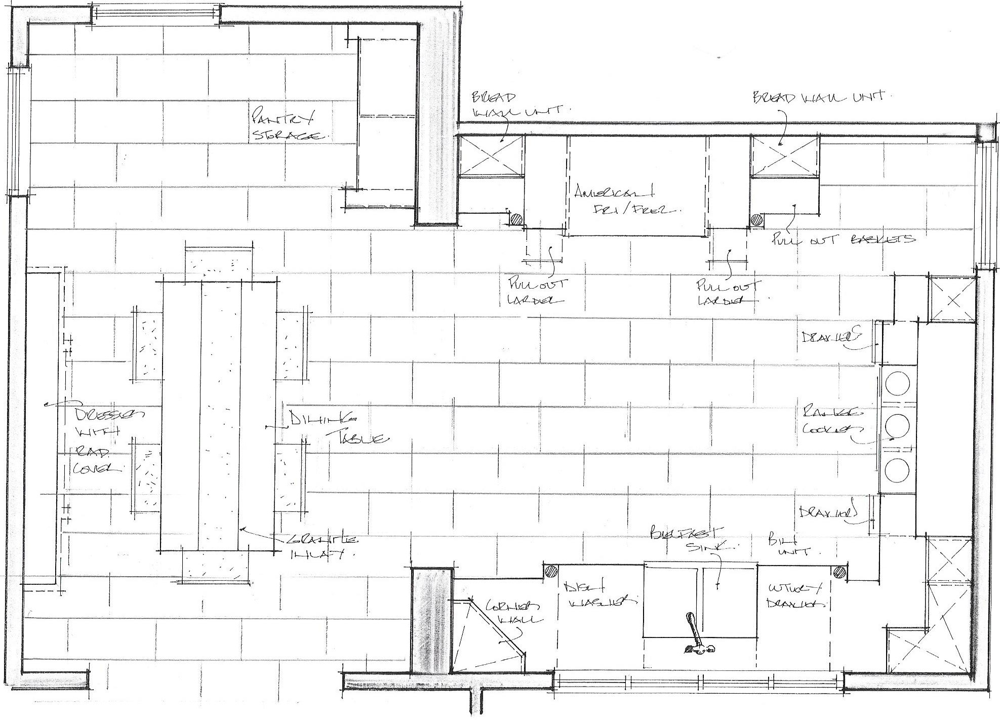 BREAD
WALL UNIT.
BREAD WALL UNIT.
PANTRY
STORAGE.
AMERICAN
FRI/FREZ.
PULL OUT BASKETS
PULL OUT
LARDER
PULL OUT
LARDER.
DRAWERS
DRESSER
WITH
RAD.
COVER.
DINING
TABLE
RANGE
COOKER
DRAWERS
GRANITE
INLAY.
BELFAST
SINK.
BIN
UNIT.
DISH
WASHER.
CUTLERY
DRAWER.
CORNER
WALL